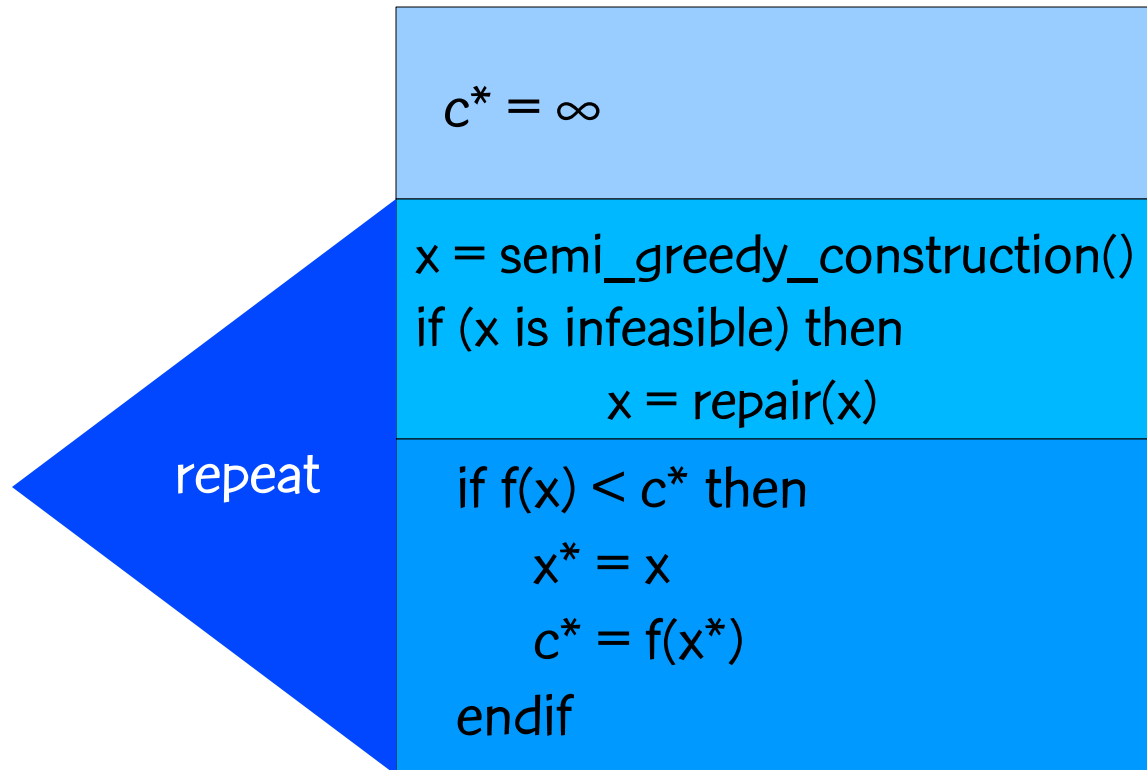 c* = ∞
x = semi_greedy_construction()
if (x is infeasible) then
x = repair(x)
repeat
if f(x) < c* then
x* = x
c* = f(x*)
endif